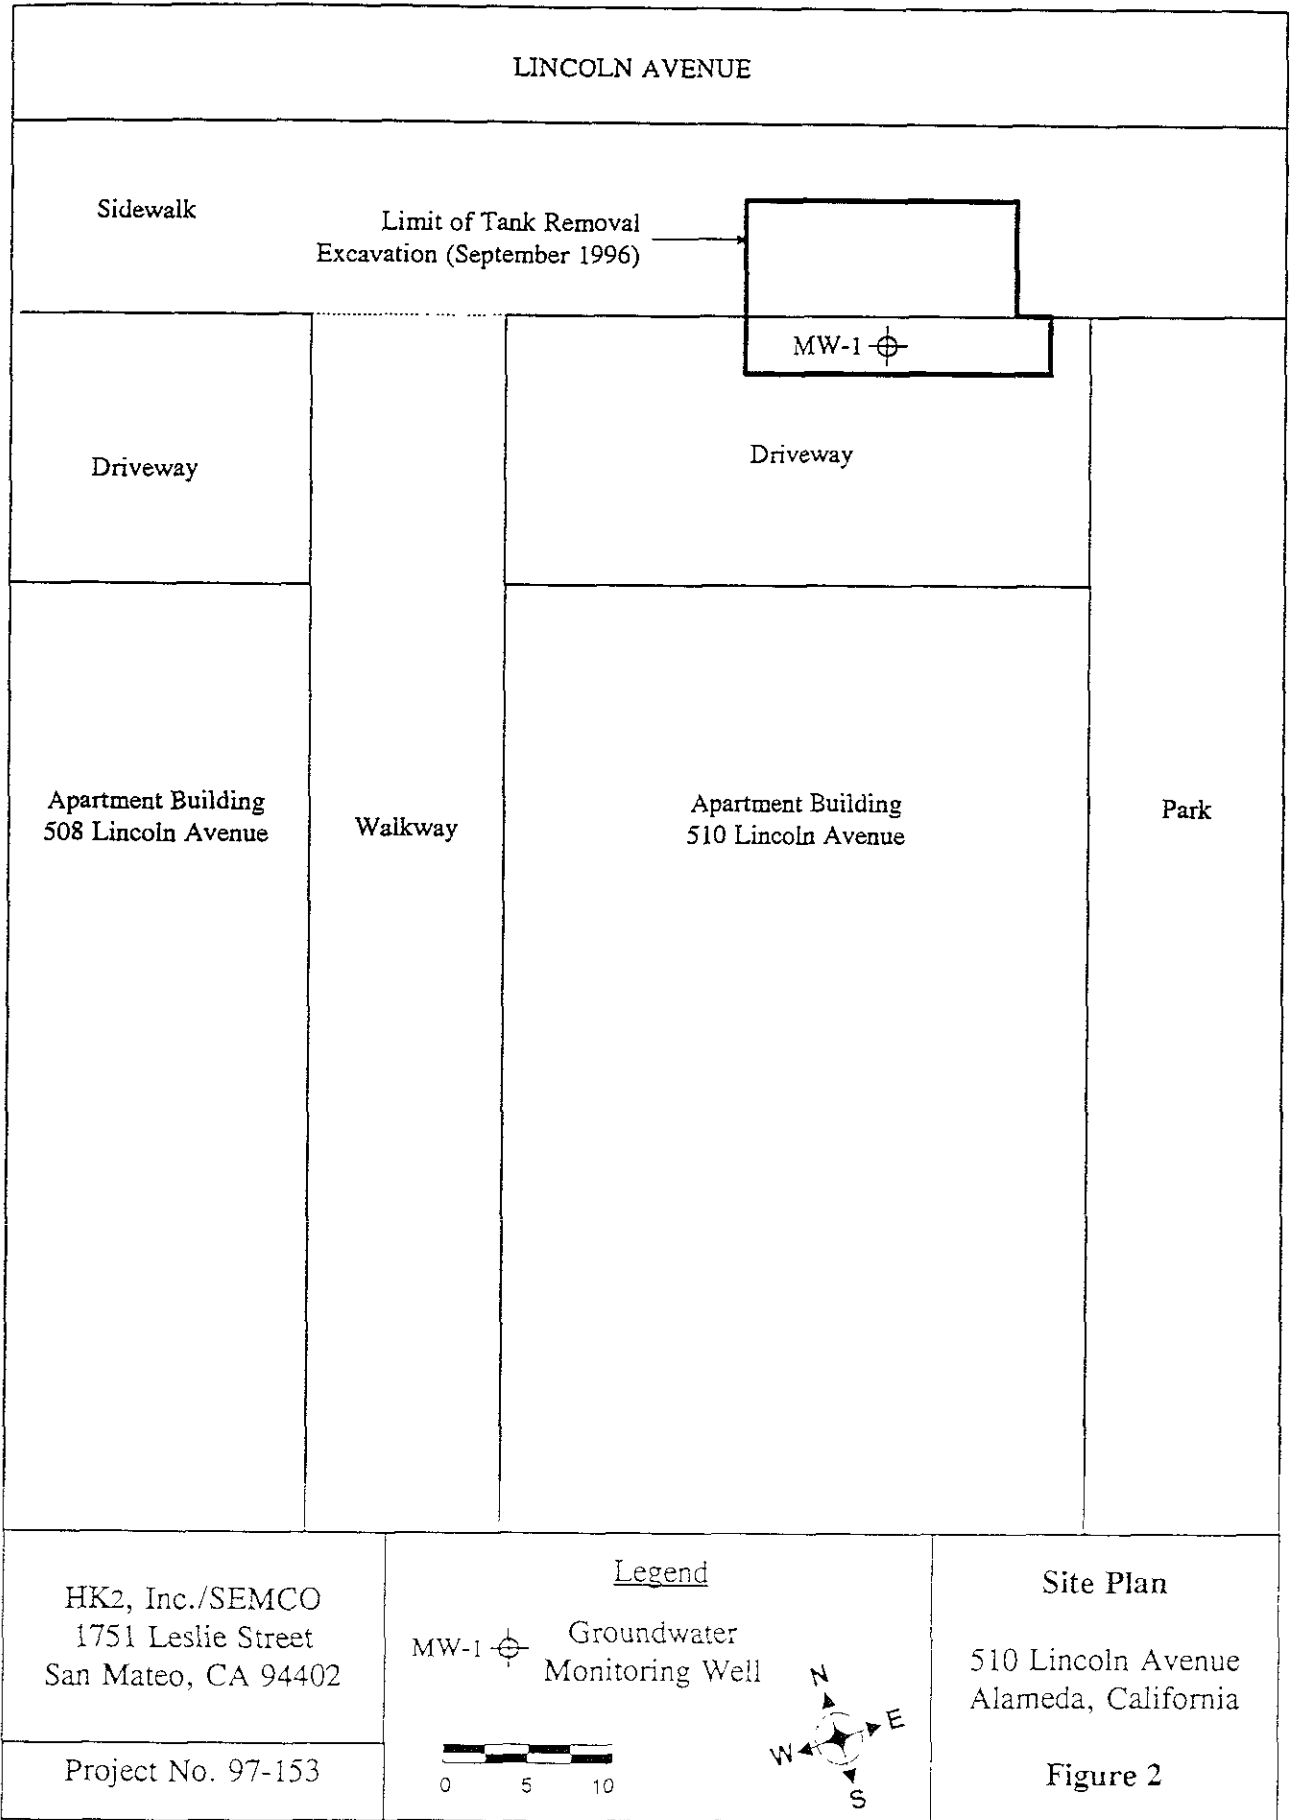 LINCOLN AVENUE
Sidewalk
Limit of Tank Removal
Excavation (September 1996)
MW-1
Driveway
Driveway
Apartment Building
508 Lincoln Avenue
Walkway
Apartment Building
510 Lincoln Avenue
Park
HK2, Inc./SEMCO
1751 Leslie Street
San Mateo, CA 94402
Project No. 97-153
Legend
MW-1
Groundwater
Monitoring Well
0 5 10
N
E
W
S
Site Plan
510 Lincoln Avenue
Alameda, California
Figure 2